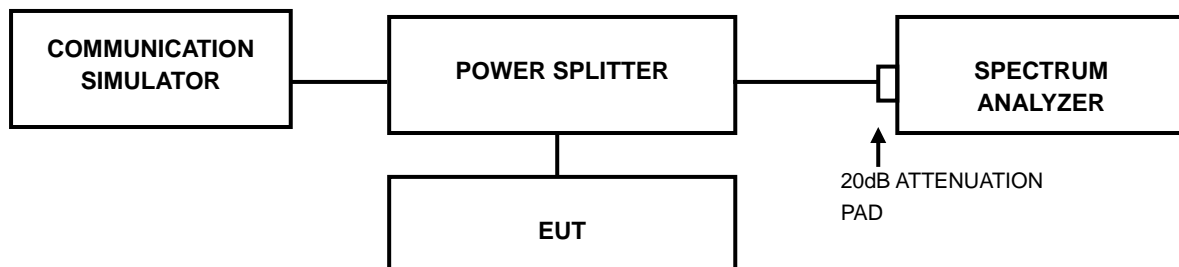 COMMUNICATION
SIMULATOR
POWER SPLITTER
SPECTRUM
ANALYZER
20dB ATTENUATION
PAD
EUT